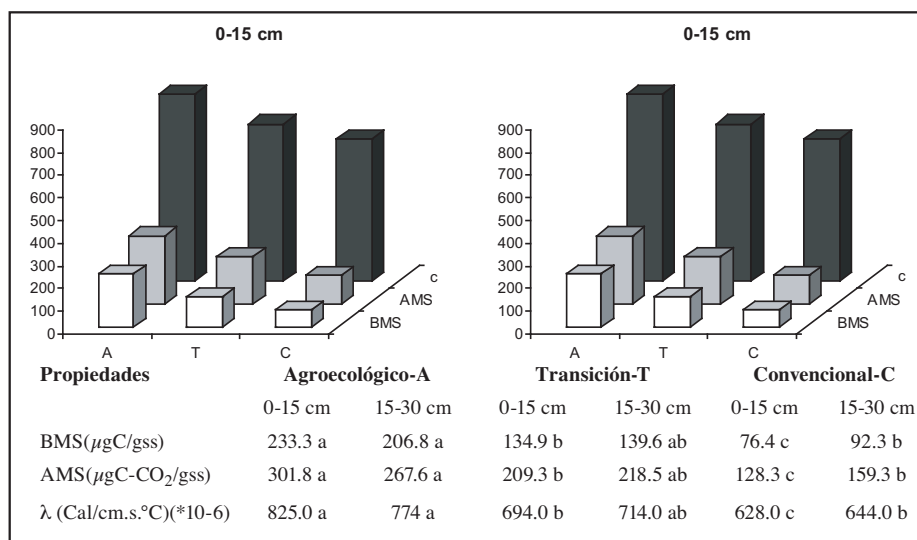 0-15 cm
900
800
700
600
500
400
300
200
100
0
A
T
C
BMS
AMS
c
0-15 cm
900
800
700
600
500
400
300
200
100
0
A
T
C
BMS
AMS
c
Propiedades Agroecológico-A Transición-T Convencional-C
0-15 cm 15-30 cm 0-15 cm 15-30 cm 0-15 cm 15-30 cm
BMS(µgC/gss) 233.3 a 206.8 a 134.9 b 139.6 ab 76.4 c 92.3 b
AMS(µgC-CO2/gss) 301.8 a 267.6 a 209.3 b 218.5 ab 128.3 c 159.3 b
λ (Cal/cm.s.°C)(*10-6) 825.0 a 774 a 694.0 b 714.0 ab 628.0 c 644.0 b